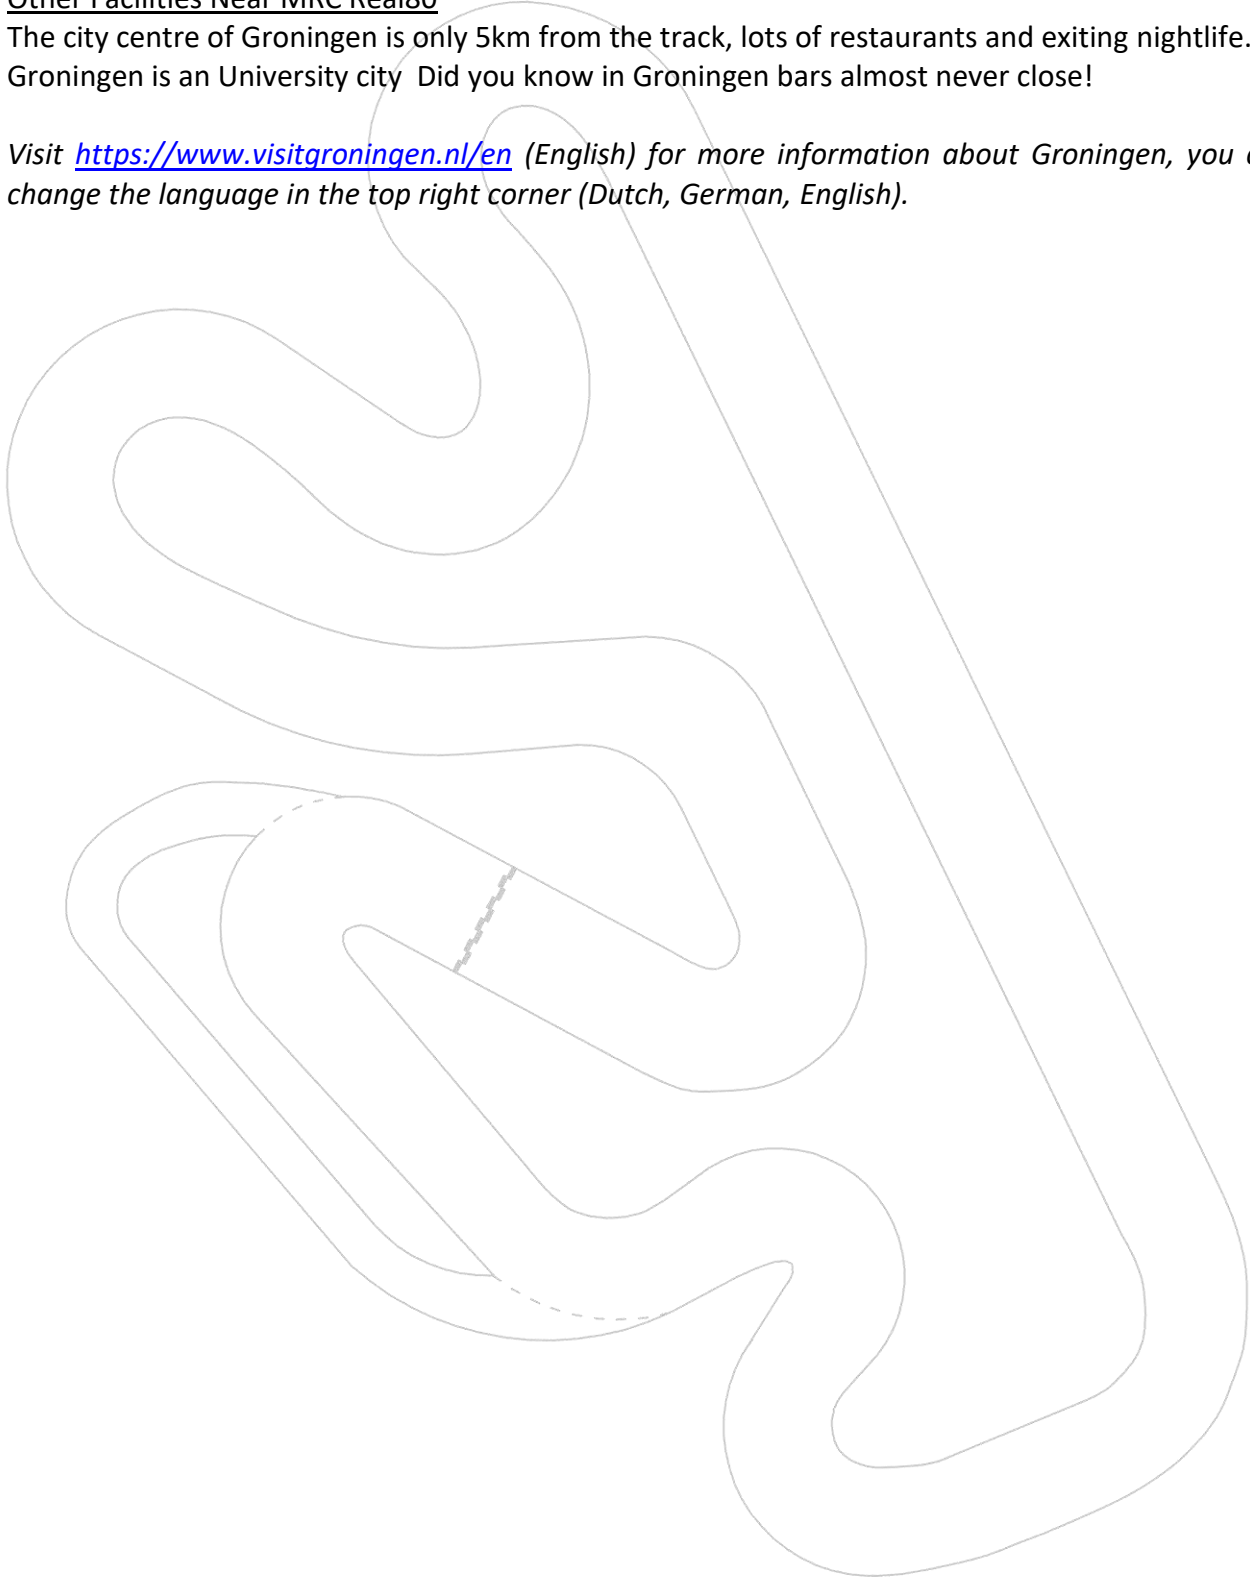 Other Facilities Near MRC Real80
The city centre of Groningen is only 5km from the track, lots of restaurants and exiting nightlife.
Groningen is an University city  Did you know in Groningen bars almost never close!
Visit https://www.visitgroningen.nl/en (English) for more information about Groningen, you
change the language in the top right corner (Dutch, German, English).